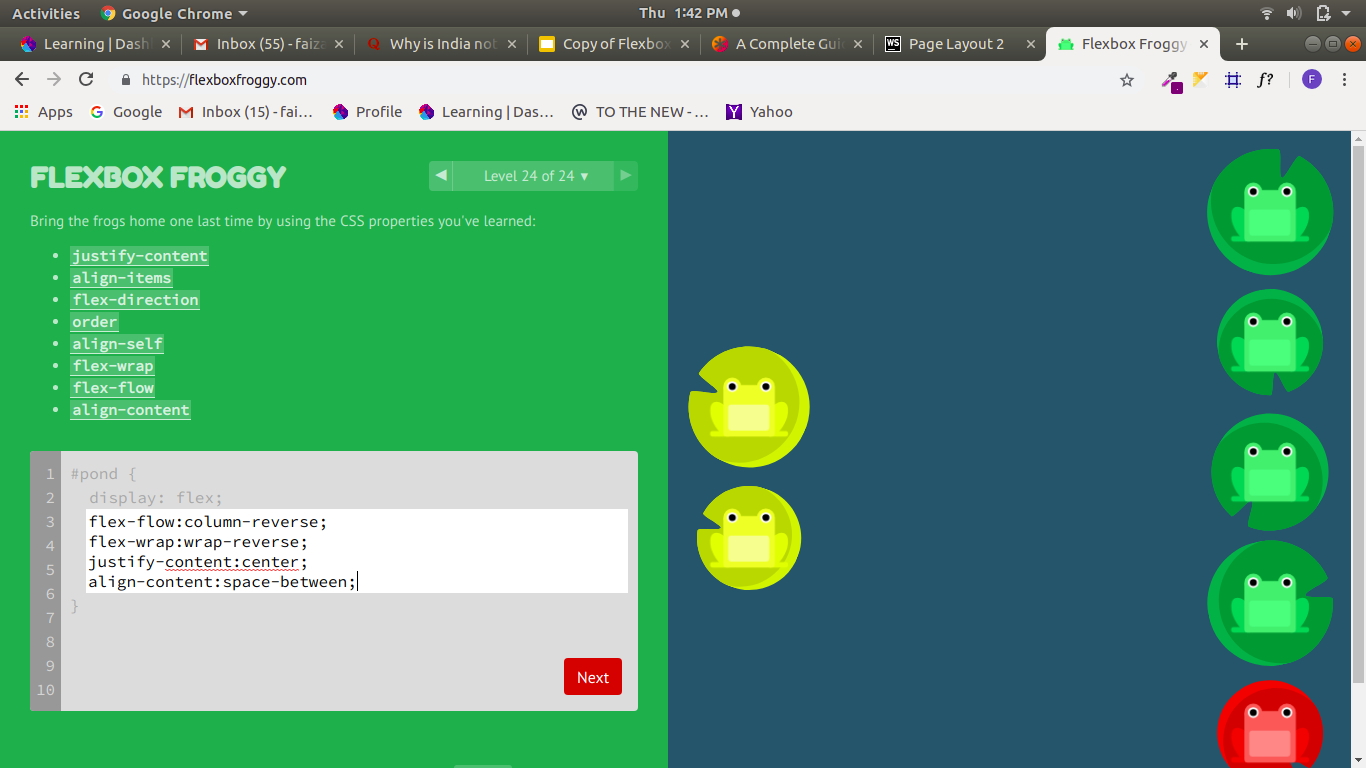 Activities
Google Chrome
Thu 1:42 PM
Learning | Dash
Inbox (55) - faiza
Why is India not
Copy of Flexbox
A Complete Gui
WS Page Layout 2
Flexbox Froggy
https://flexboxfroggy.com
f?
F
Apps
G Google
Inbox (15) - fai...
Profile
Learning | Das...
W TO THE NEW - ...
Y Yahoo
FLEXBOX FROGGY
◀ Level 24 of 24 ▼ ▶
Bring the frogs home one last time by using the CSS properties you've learned:
• justify-content
• align-items
• flex-direction
• order
• align-self
• flex-wrap
• flex-flow
• align-content
1 #pond {
2 display: flex;
3 flex-flow:column-reverse;
4 flex-wrap:wrap-reverse;
5 justify-content:center;
6 align-content:space-between;
7 }
8
9
10
Next